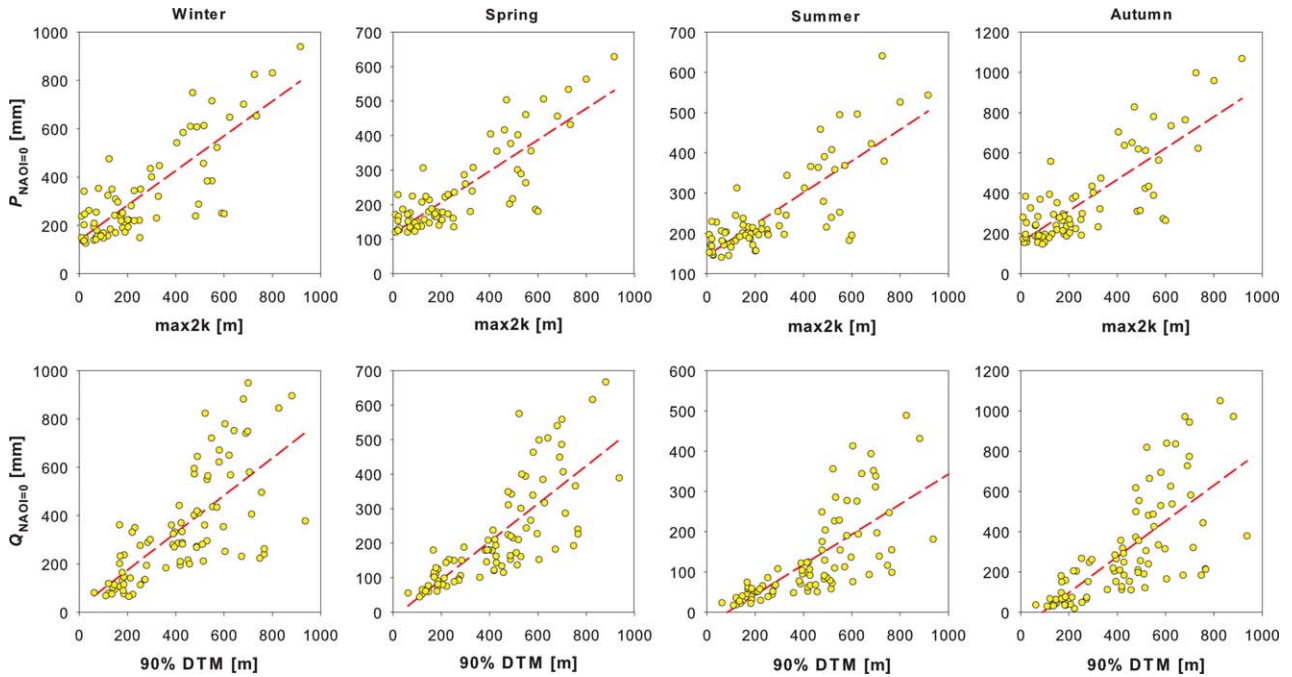 Winter Spring Summer Autumn
P NAOI=0 [mm]
1000 800 600 400 200 0
700 600 500 400 300 200 100 0
700 600 500 400 300 200 100
1200 1000 800 600 400 200 0
0 200 400 600 800 1000 0 200 400 600 800 1000 0 200 400 600 800 1000 0 200 400 600 800 1000
max2k [m] max2k [m] max2k [m] max2k [m]
Q NAOI=0 [mm]
1000 800 600 400 200 0
700 600 500 400 300 200 100 0
600 500 400 300 200 100 0
1200 1000 800 600 400 200 0
0 200 400 600 800 1000 0 200 400 600 800 1000 0 200 400 600 800 1000 0 200 400 600 800 1000
90% DTM [m] 90% DTM [m] 90% DTM [m] 90% DTM [m]